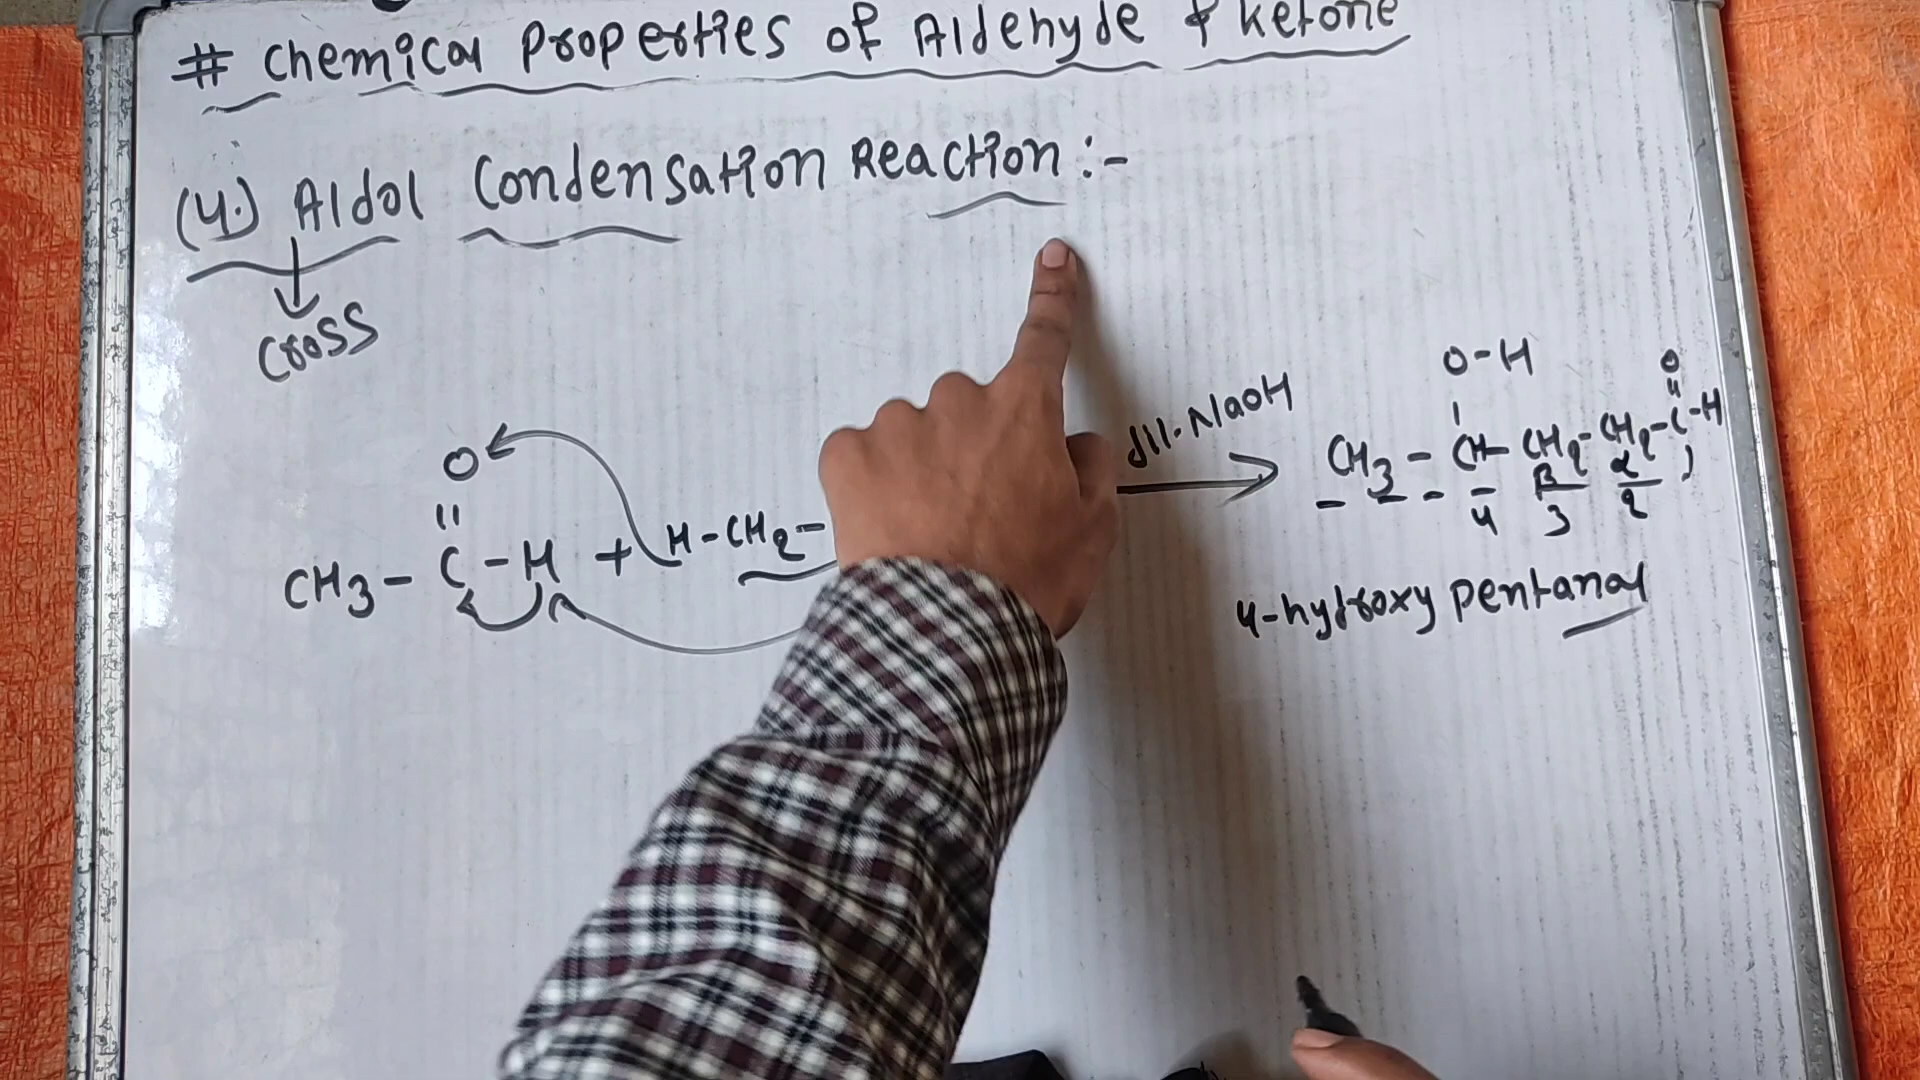 # Chemical Properties of Aldehyde & Ketone
(4.) Aldol Condensation Reaction :-
Cross
O
||
CH3 - C - H + H - CH2 -
dil. NaOH
O-H
O
||
CH3 - CH - CH2 - CH2 - C - H
β α
4 3 2 1
4-hydroxy pentanal